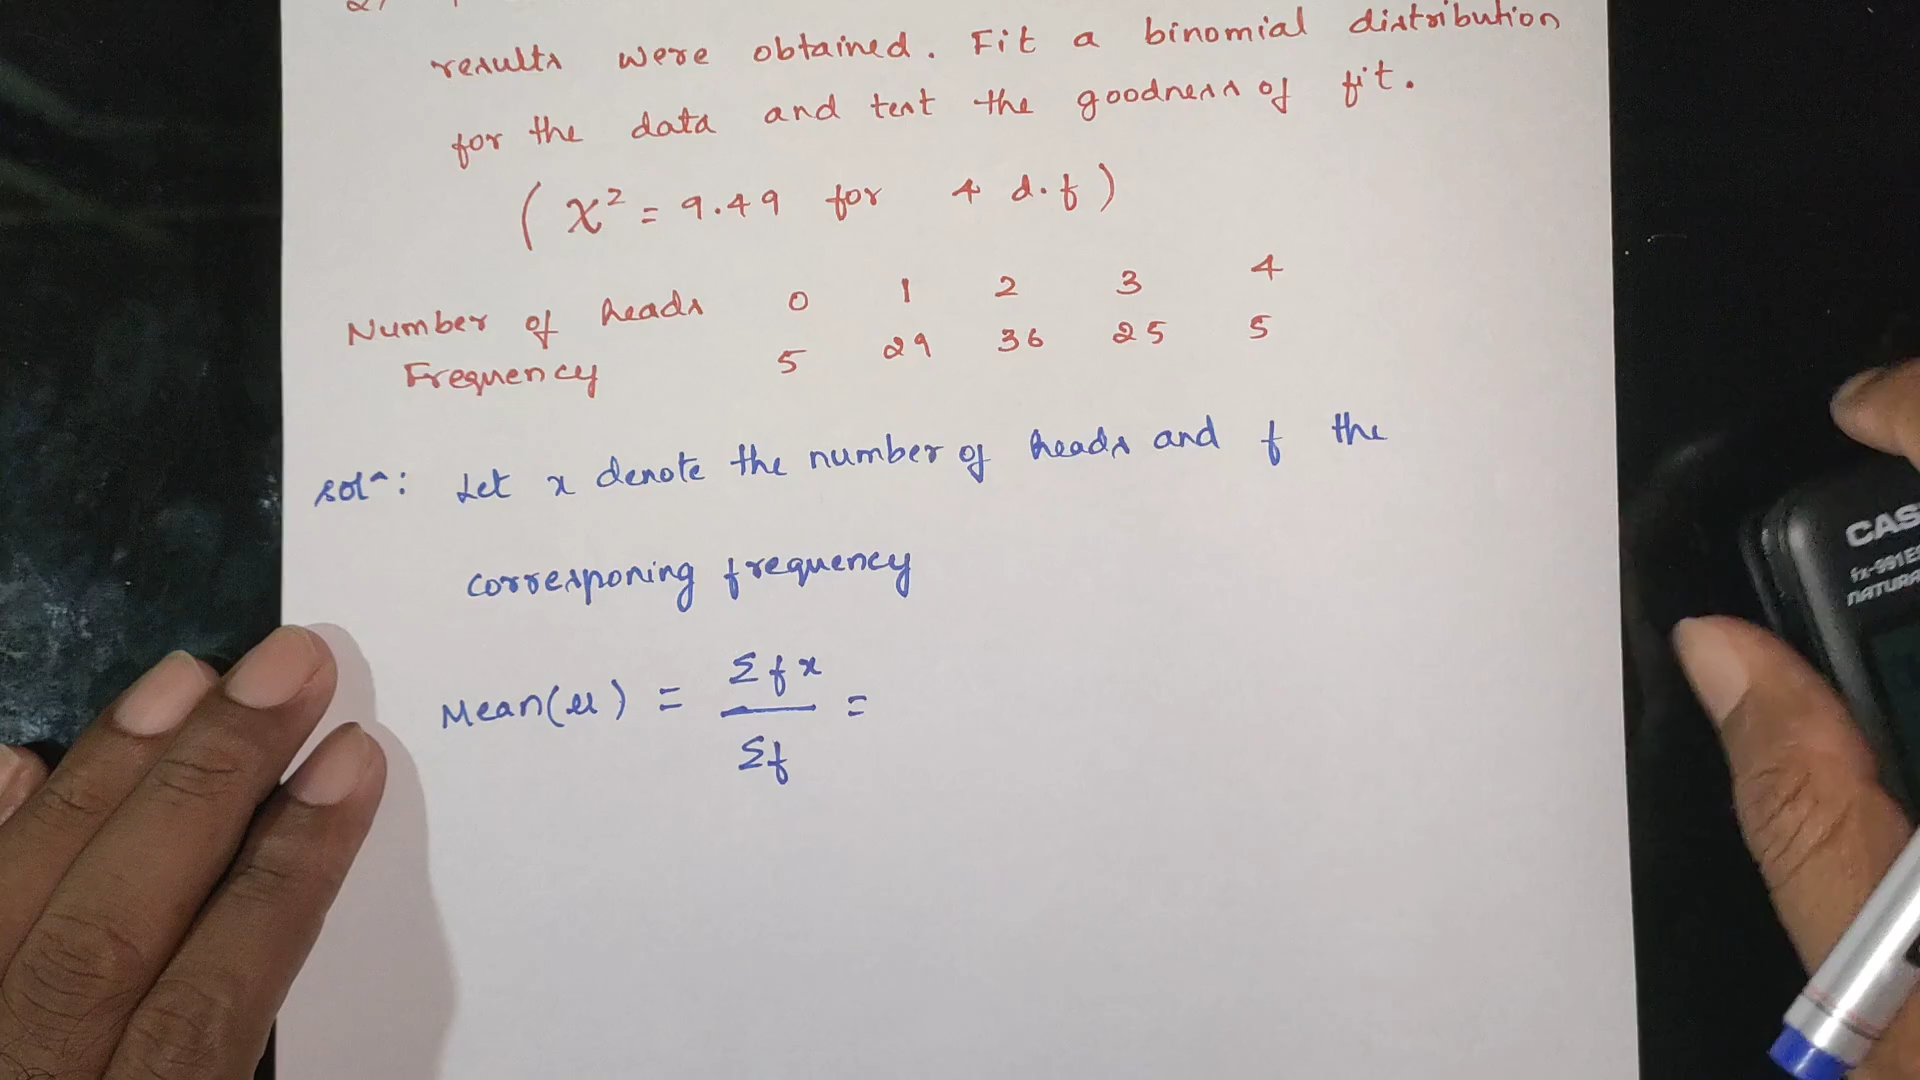 results were obtained. Fit a binomial distribution
for the data and test the goodness of fit.
(χ² = 9.49 for 4 d.f)
Number of heads 0 1 2 3 4
Frequency 5 29 36 25 5
solⁿ: Let x denote the number of heads and f the
corresponing frequency
Mean(μ) = Σfx / Σf =
CAS
NATURA